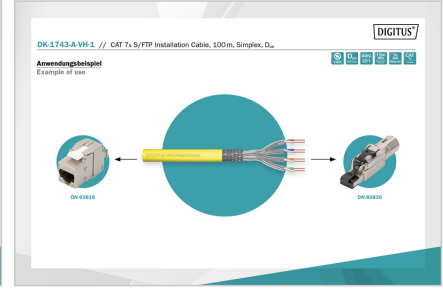 DIGITUS®
DK-1743-A-VH-1 // CAT 7A S/FTP Installation Cable, 100 m, Simplex, Dca
Anwendungsbeispiel
Example of use
DN-93816
DN-93835